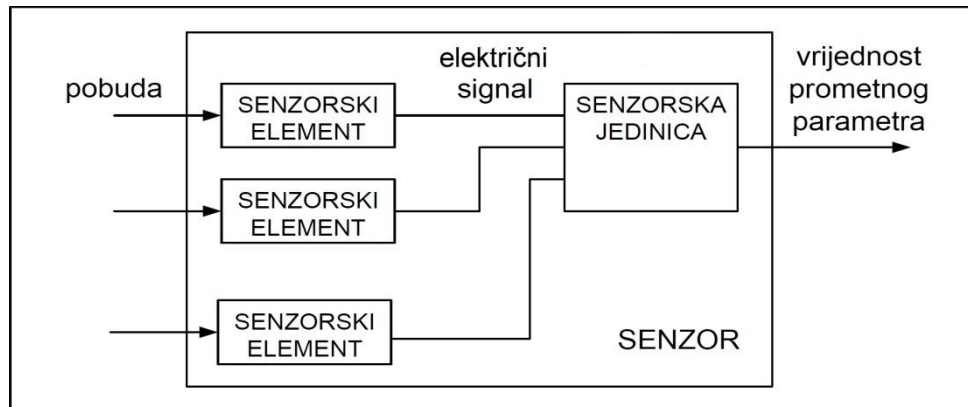 pobuda
SENZORSKI
ELEMENT
električni
signal
SENZORSKA
JEDINICA
vrijednost
prometnog
parametra
SENZORSKI
ELEMENT
SENZORSKI
ELEMENT
SENZOR